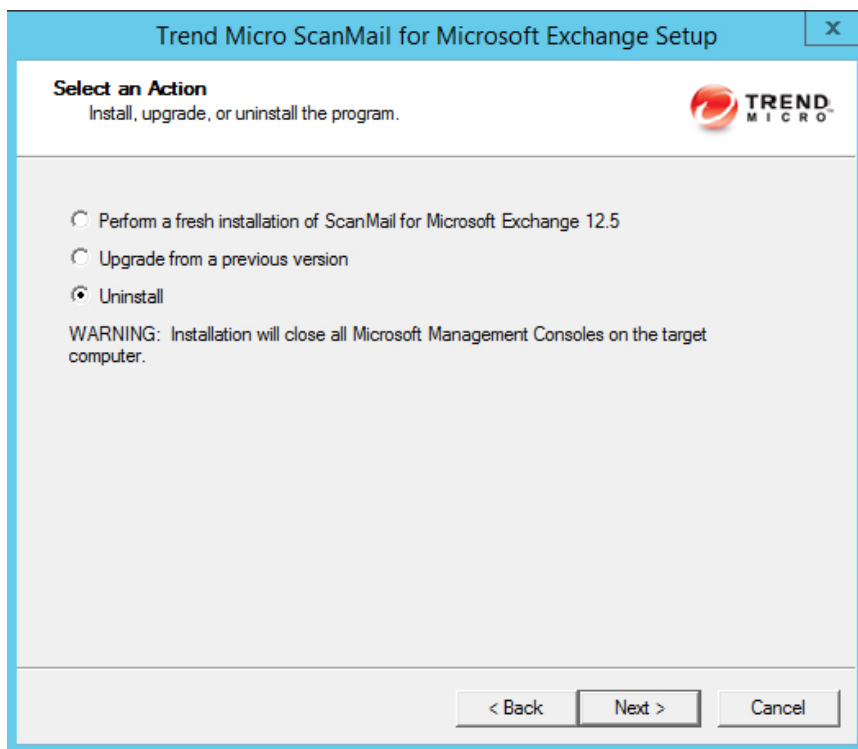 Trend Micro ScanMail for Microsoft Exchange Setup
x
Select an Action
Install, upgrade, or uninstall the program.
TREND
MICRO
Perform a fresh installation of ScanMail for Microsoft Exchange 12.5
Upgrade from a previous version
Uninstall
WARNING: Installation will close all Microsoft Management Consoles on the target
computer.
< Back
Next >
Cancel